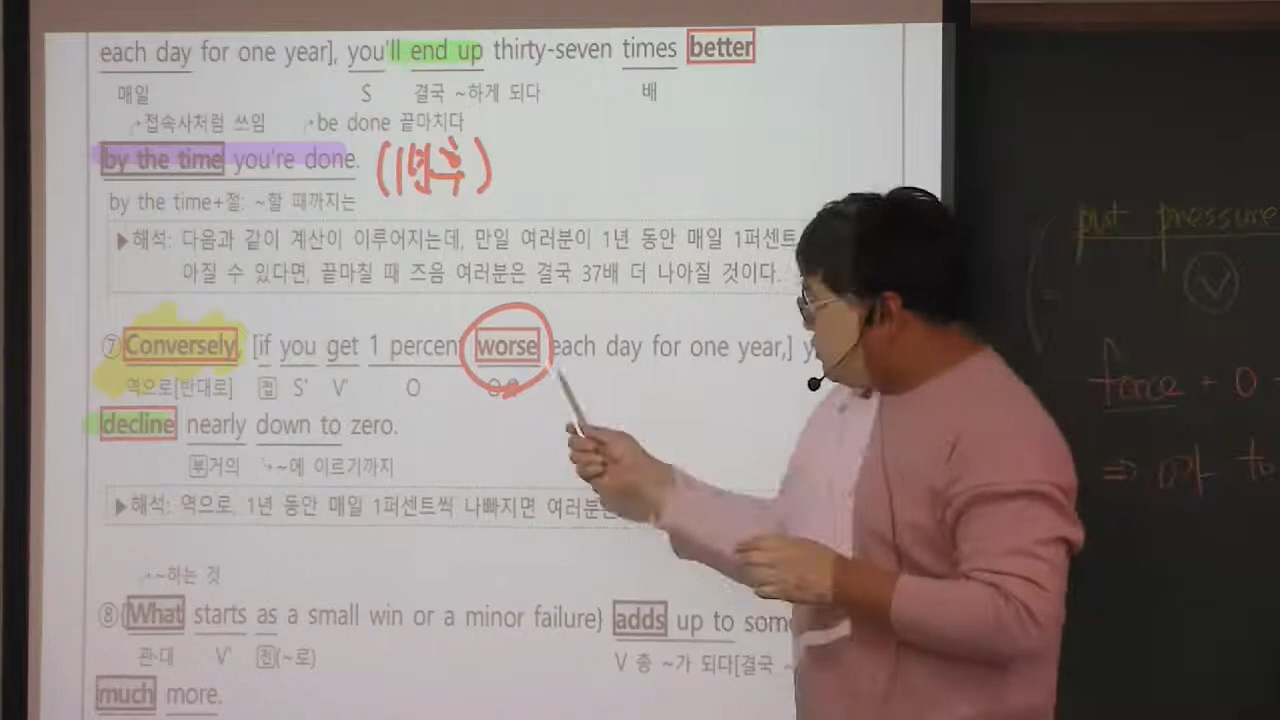 each day for one year], you'll end up thirty-seven times better
매일 S 결국 ~하게 되다 배
접속사처럼 쓰임 be done 끝마치다
by the time you're done. (1년후)
by the time+절: ~할 때까지는
▶해석: 다음과 같이 계산이 이루어지는데, 만일 여러분이 1년 동안 매일 1퍼센트
아질 수 있다면, 끝마칠 때 즈음 여러분은 결국 37배 더 나아질 것이다.
⑦ Conversely, [if you get 1 percent worse each day for one year,] y
역으로[반대로] 접 S' V' O
decline nearly down to zero.
부 거의 ~에 이르기까지
▶해석: 역으로, 1년 동안 매일 1퍼센트씩 나빠지면 여러분은
~하는 것
⑧ {What starts as a small win or a minor failure} adds up to som
관·대 V' 전(~로) V 총 ~가 되다[결국 ~
much more.
put pressure
V
force + O
⇒